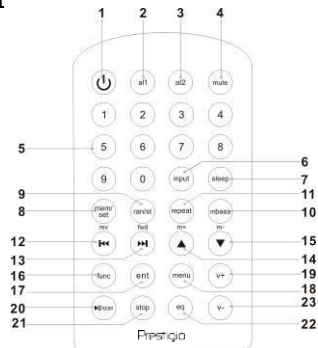 1 2 3 4
al1 al2 mute
1 2 3 4
5 5 6 7 8
6
9 0 input sleep 7
9 11
8 mem/set ran/st repeat mbass 10
rev fwd m+ m-
12 15
13 14
16 func ent menu v+ 19
17 18
20 scan stop eq v- 23
21 22
Prestigio